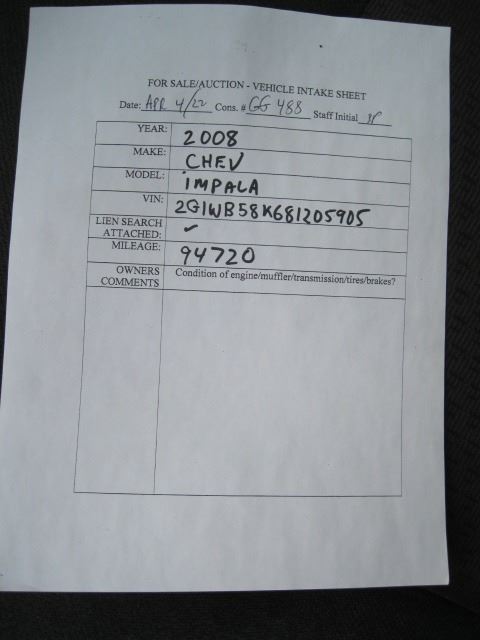 FOR SALE/AUCTION - VEHICLE INTAKE SHEET
Date: APR 4/22 Cons. # GG 488 Staff Initial
YEAR: 2008
MAKE: CHEV
MODEL: IMPALA
VIN: 2G1WB58K681205905
LIEN SEARCH
ATTACHED: ✓
MILEAGE: 94720
OWNERS Condition of engine/muffler/transmission/tires/brakes?
COMMENTS